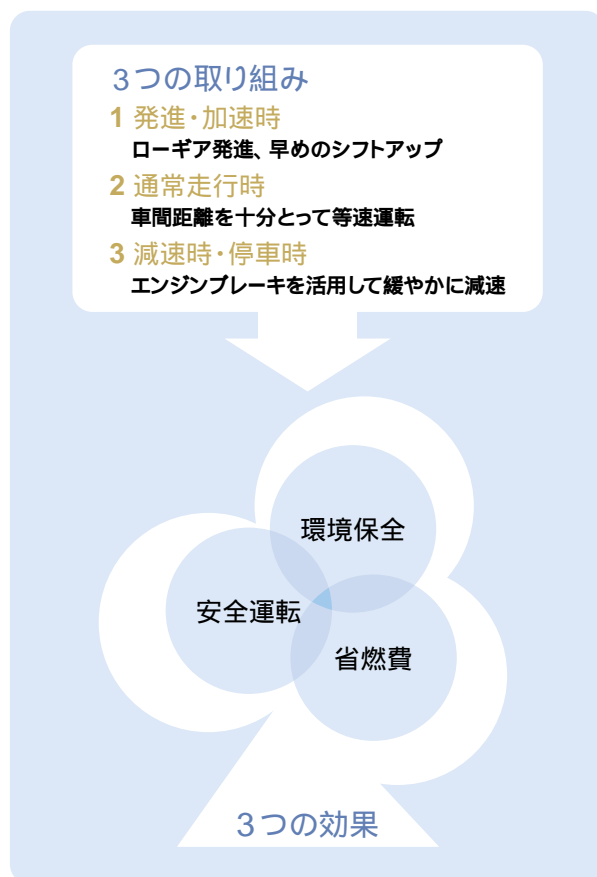 3つの取り組み
1 発進・加速時
ローギア発進、早めのシフトアップ
2 通常走行時
車間距離を十分とって等速運転
3 減速時・停車時
エンジンブレーキを活用して緩やかに減速
環境保全
安全運転
省燃費
3つの効果